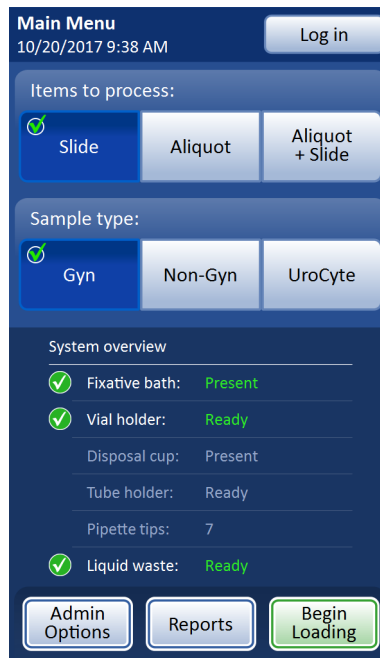 Main Menu
10/20/2017 9:38 AM
Log in
Items to process:
Slide
Aliquot
Aliquot
+ Slide
Sample type:
Gyn
Non-Gyn
UroCyte
System overview
Fixative bath: Present
Vial holder: Ready
Disposal cup: Present
Tube holder: Ready
Pipette tips: 7
Liquid waste: Ready
Admin
Options
Reports
Begin
Loading